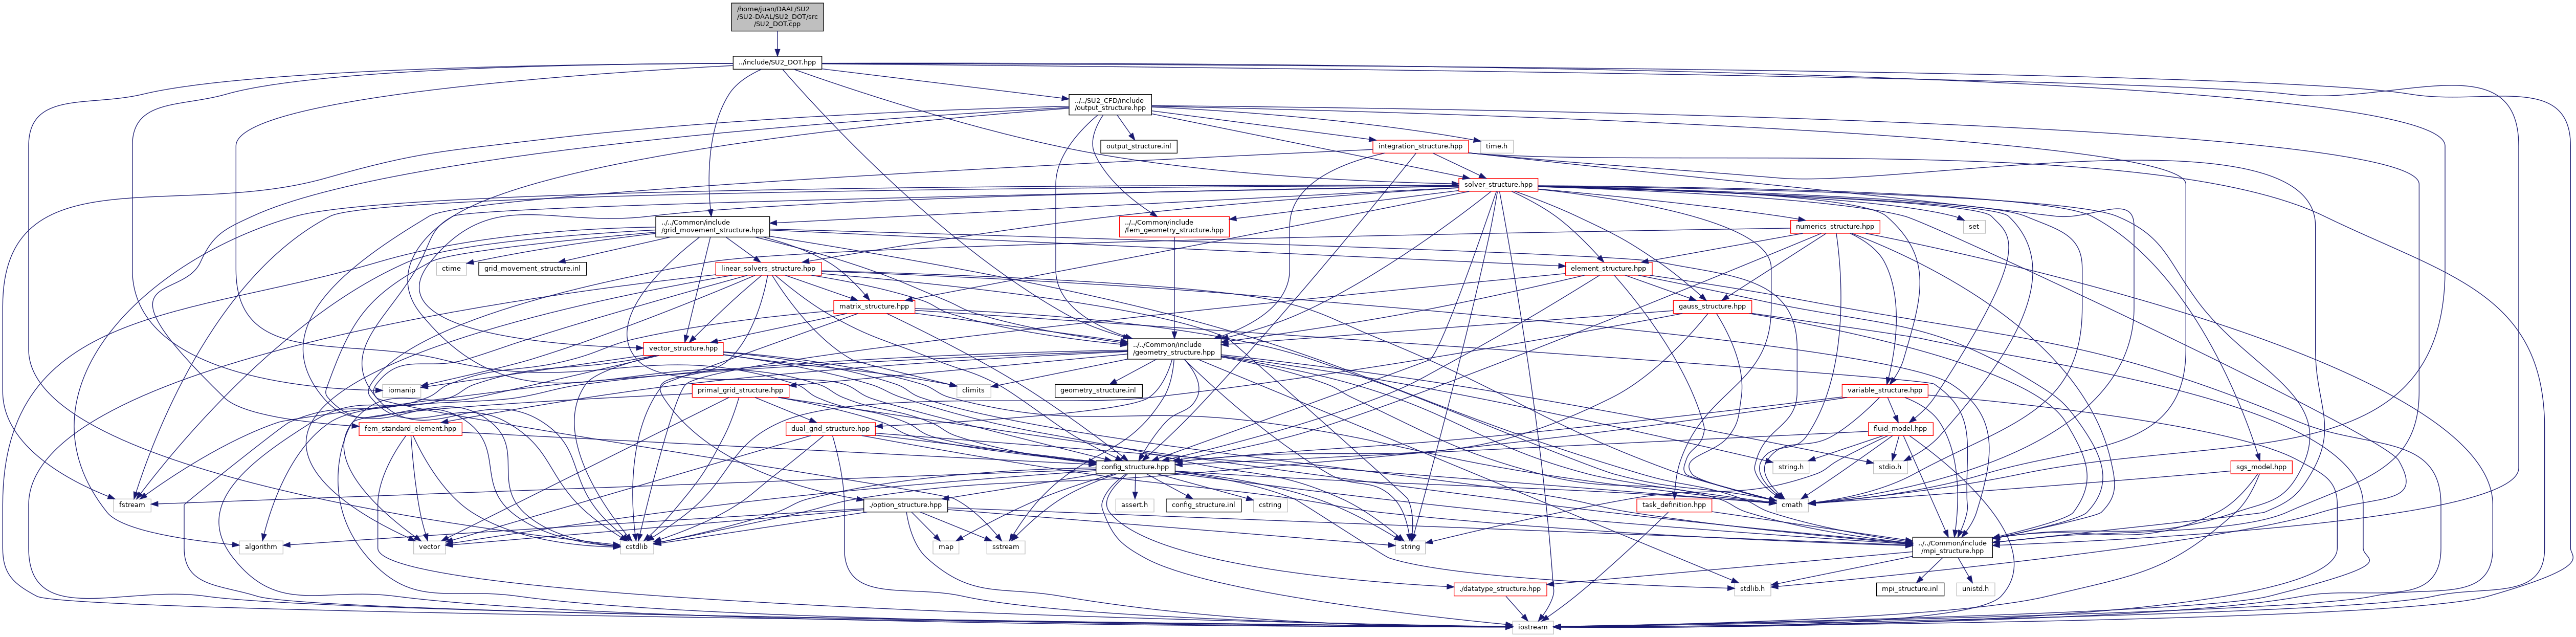 /home/juan/DAAL/SU2
/SU2-DAAL/SU2_DOT/src
/SU2_DOT.cpp
../include/SU2_DOT.hpp
../../SU2_CFD/include
/output_structure.hpp
output_structure.inl
integration_structure.hpp
time.h
solver_structure.hpp
../../Common/include
/grid_movement_structure.hpp
../../Common/include
/fem_geometry_structure.hpp
numerics_structure.hpp
set
ctime
grid_movement_structure.inl
linear_solvers_structure.hpp
element_structure.hpp
matrix_structure.hpp
gauss_structure.hpp
vector_structure.hpp
../../Common/include
/geometry_structure.hpp
iomanip
primal_grid_structure.hpp
climits
geometry_structure.inl
variable_structure.hpp
fem_standard_element.hpp
dual_grid_structure.hpp
fluid_model.hpp
config_structure.hpp
string.h
stdio.h
sgs_model.hpp
fstream
./option_structure.hpp
assert.h
config_structure.inl
cstring
task_definition.hpp
cmath
algorithm
vector
cstdlib
map
sstream
string
../../Common/include
/mpi_structure.hpp
./datatype_structure.hpp
stdlib.h
mpi_structure.inl
unistd.h
iostream